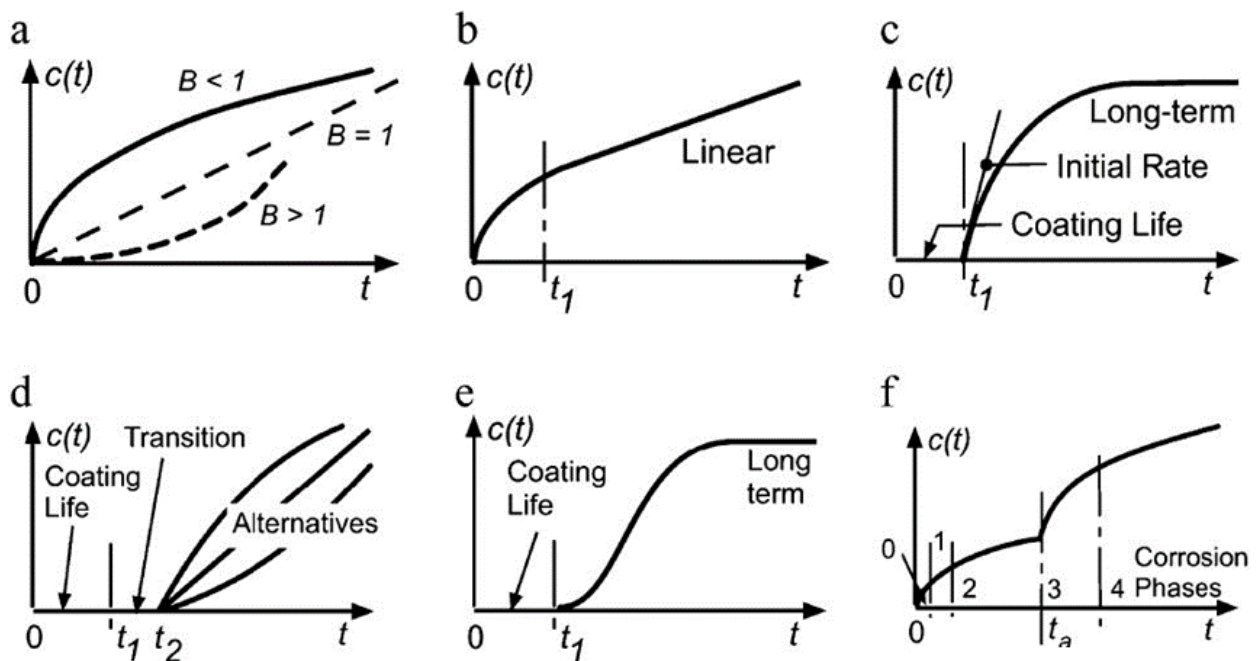 a
c(t)
B < 1
B = 1
B > 1
0
t
b
c(t)
Linear
0
t1
t
c
c(t)
Long-term
Initial Rate
Coating Life
0
t1
t
d
c(t)
Transition
Coating
Life
Alternatives
0
t1
t2
t
e
c(t)
Coating
Life
Long
term
0
t1
t
f
c(t)
0
1
2
3
4
Corrosion
Phases
0
ta
t